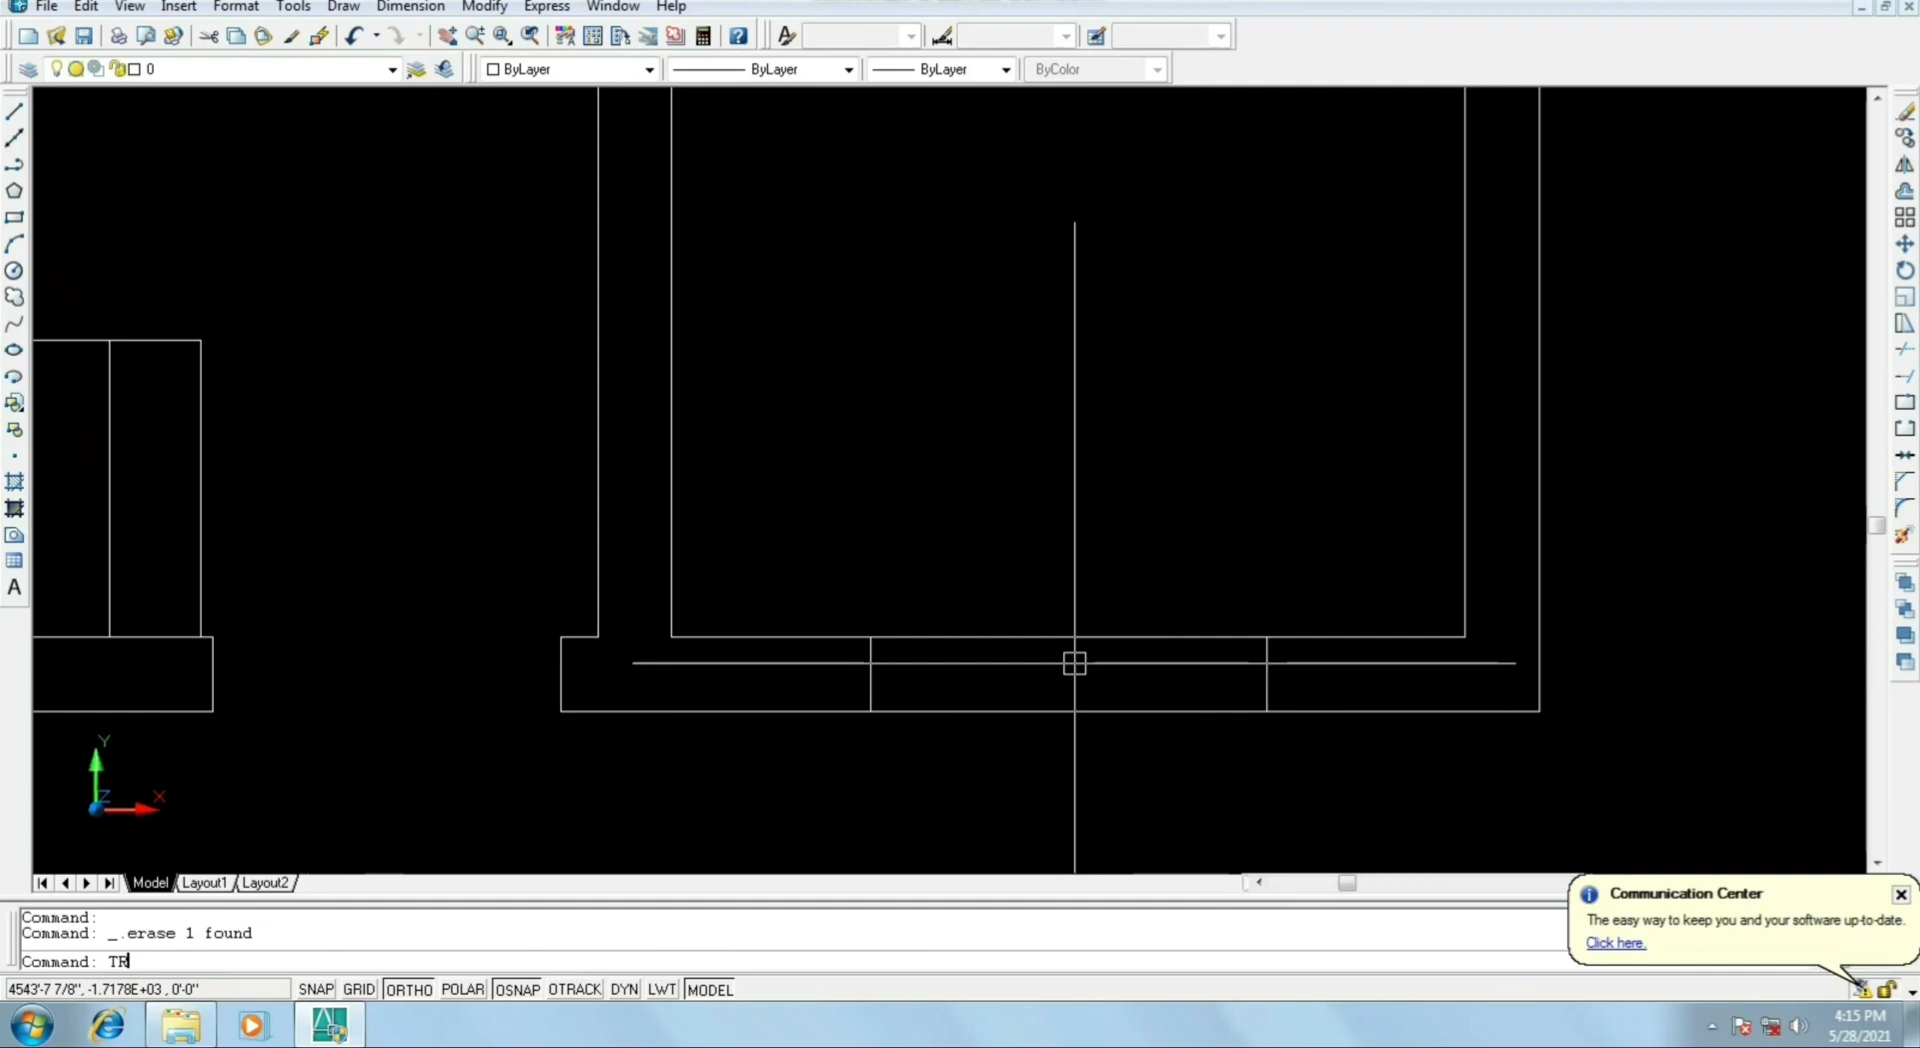 File Edit View Insert Format Tools Draw Dimension Modify Express Window Help
0 ByLayer ByLayer ByLayer ByColor
A
Y
Z X
Model Layout1 Layout2
Command:
Command: _.erase 1 found
Command: TR
Communication Center
The easy way to keep you and your software up-to-date.
Click here.
4543'-7 7/8", -1.7178E+03 , 0'-0" SNAP GRID ORTHO POLAR OSNAP OTRACK DYN LWT MODEL
4:15 PM
5/28/2021